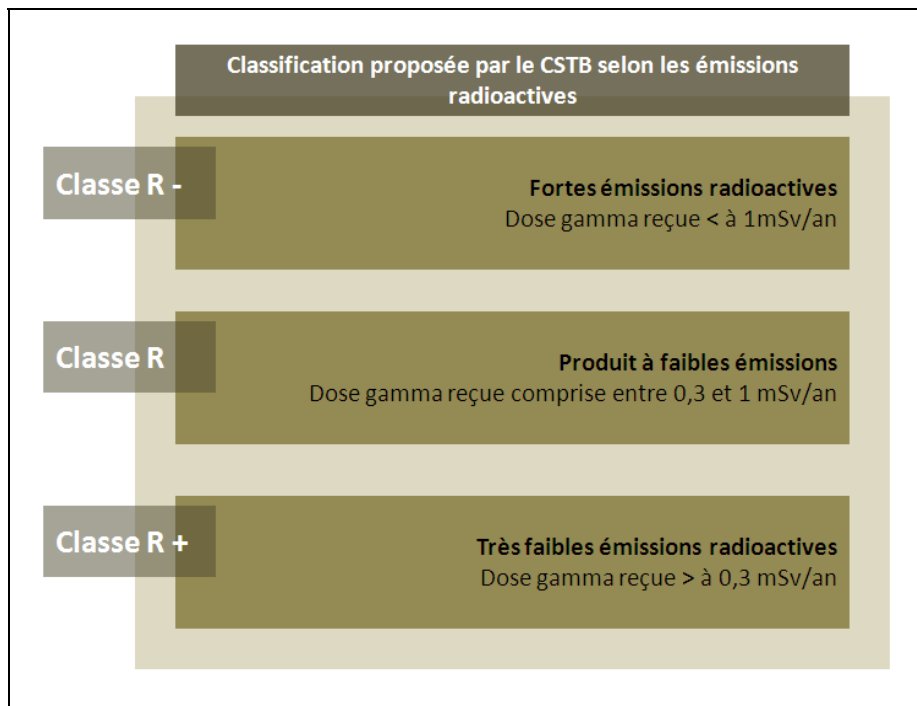 Classification proposée par le CSTB selon les émissions
radioactives
Classe R -
Fortes émissions radioactives
Dose gamma reçue < à 1mSv/an
Classe R
Produit à faibles émissions
Dose gamma reçue comprise entre 0,3 et 1 mSv/an
Classe R +
Très faibles émissions radioactives
Dose gamma reçue > à 0,3 mSv/an